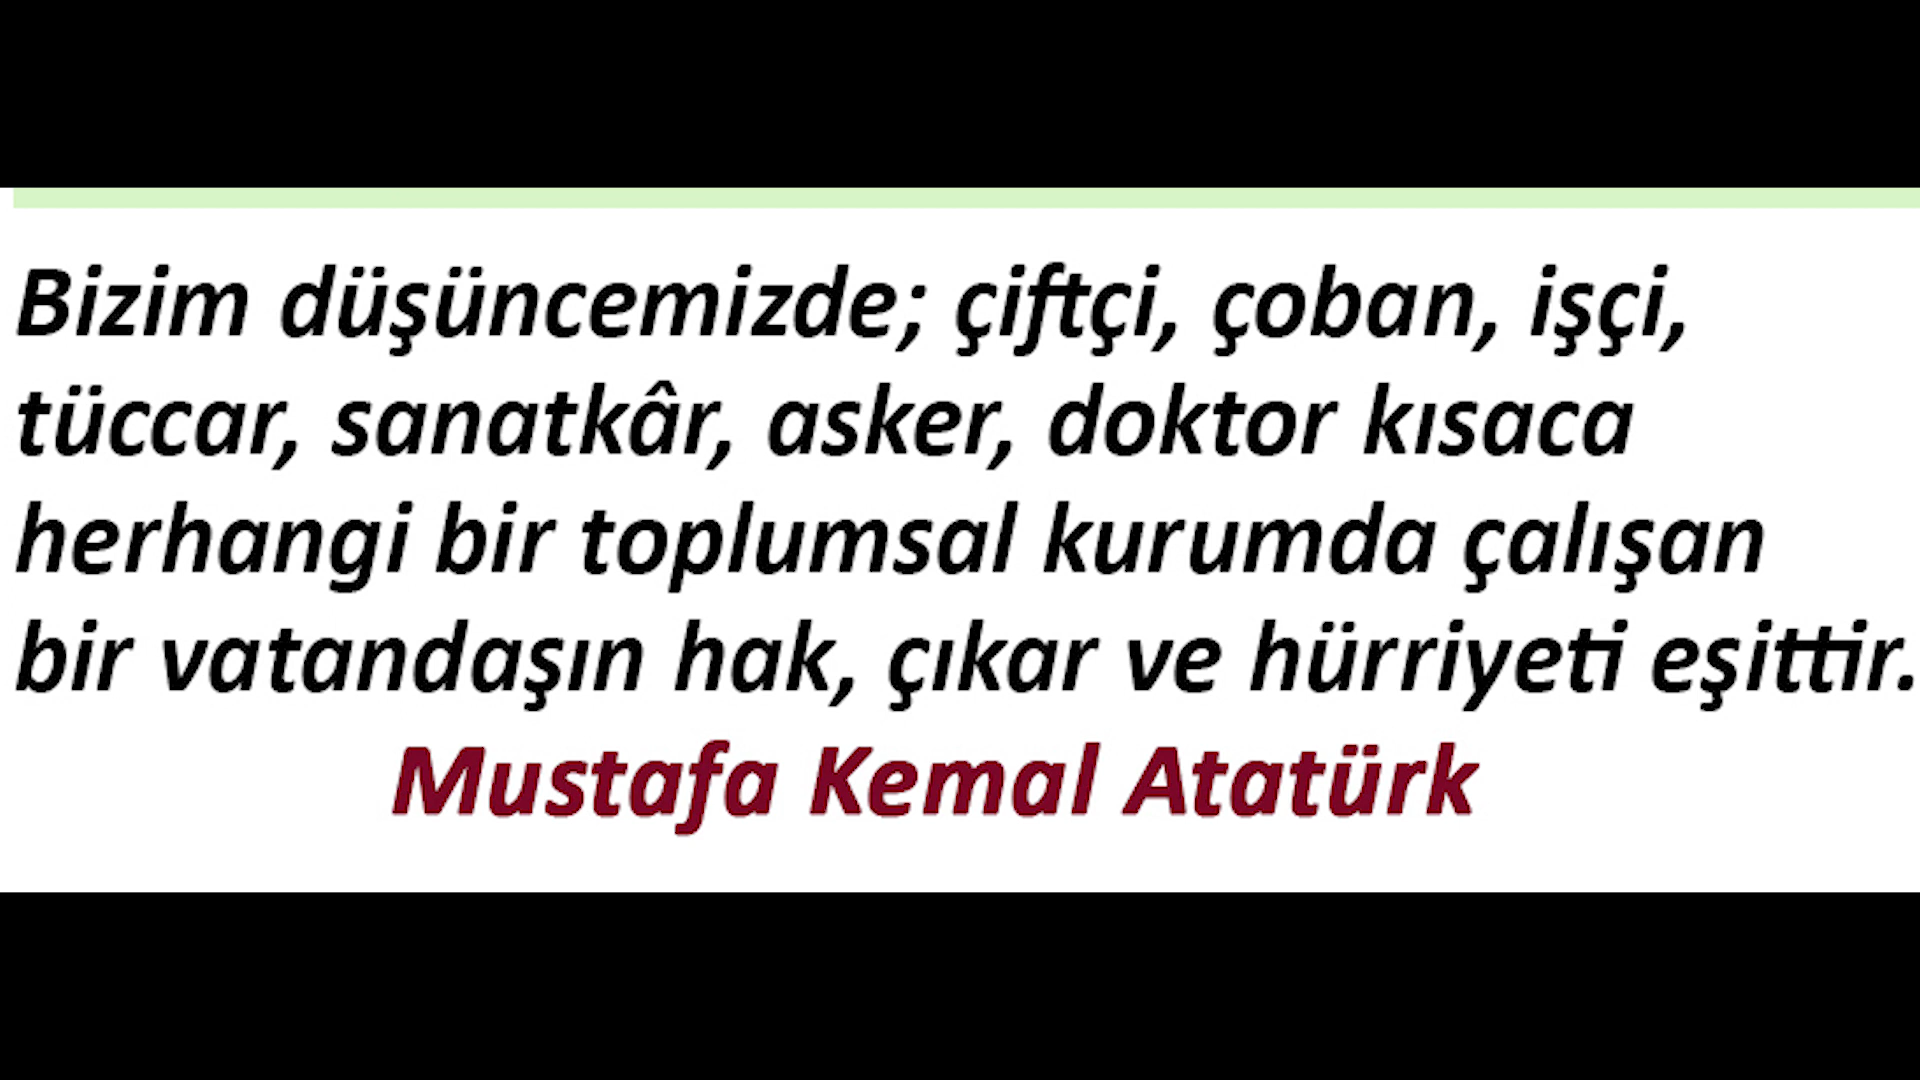 Bizim düşüncemizde; çiftçi, çoban, işçi,
tüccar, sanatkâr, asker, doktor kısaca
herhangi bir toplumsal kurumda çalışan
bir vatandaşın hak, çıkar ve hürriyeti eşittir.
Mustafa Kemal Atatürk